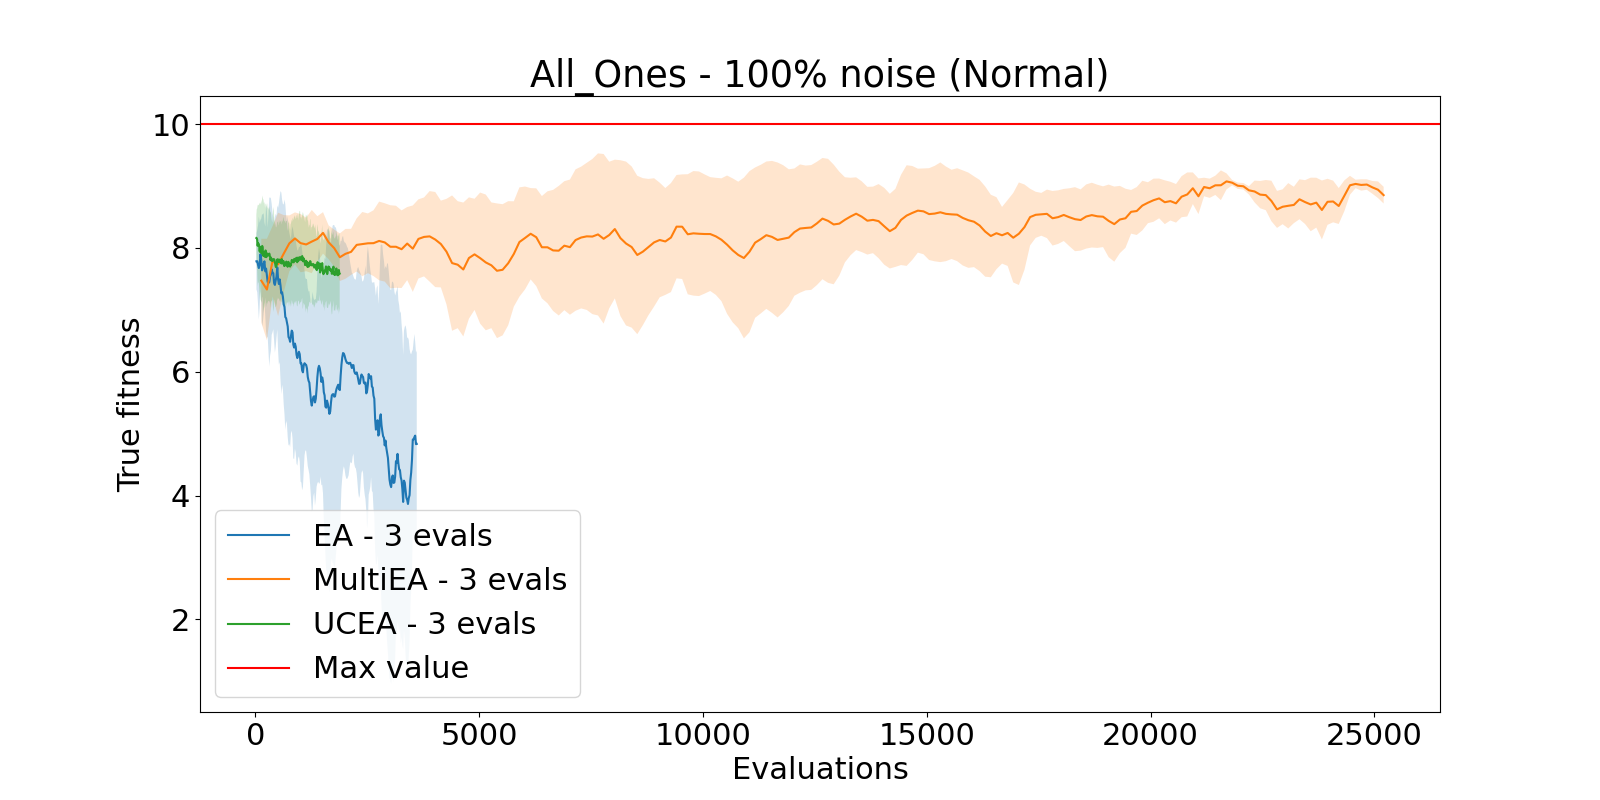 All_Ones - 100% noise (Normal)
10
8
6
4
2
True fitness
EA - 3 evals
MultiEA - 3 evals
UCEA - 3 evals
Max value
0 5000 10000 15000 20000 25000
Evaluations